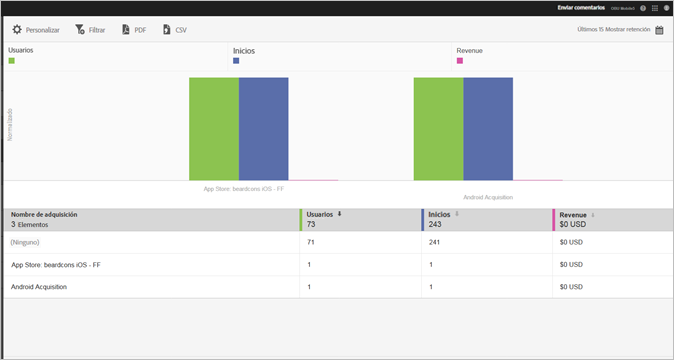 Enviar comentarios
Personalizar Filtrar PDF CSV Últimos 15 Mostrar retención
Usuarios Inicios Revenue
Normalizado
App Store: beardcons iOS - FF
Android Acquisition
Nombre de adquisición Usuarios Inicios Revenue
3 Elementos 73 243 $0 USD
(Ninguno) 71 241 $0 USD
App Store: beardcons iOS - FF 1 1 $0 USD
Android Acquisition 1 1 $0 USD